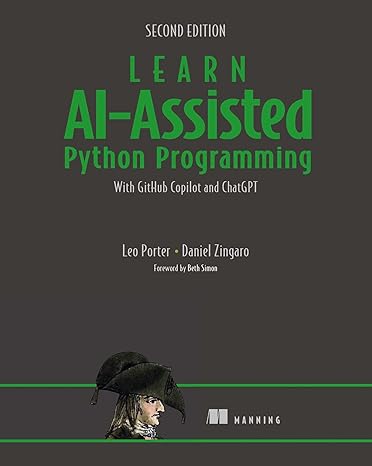 SECOND EDITION
LEARN
AI-Assisted
Python Programming
With GitHub Copilot and ChatGPT
Leo Porter • Daniel Zingaro
Foreword by Beth Simon
MANNING